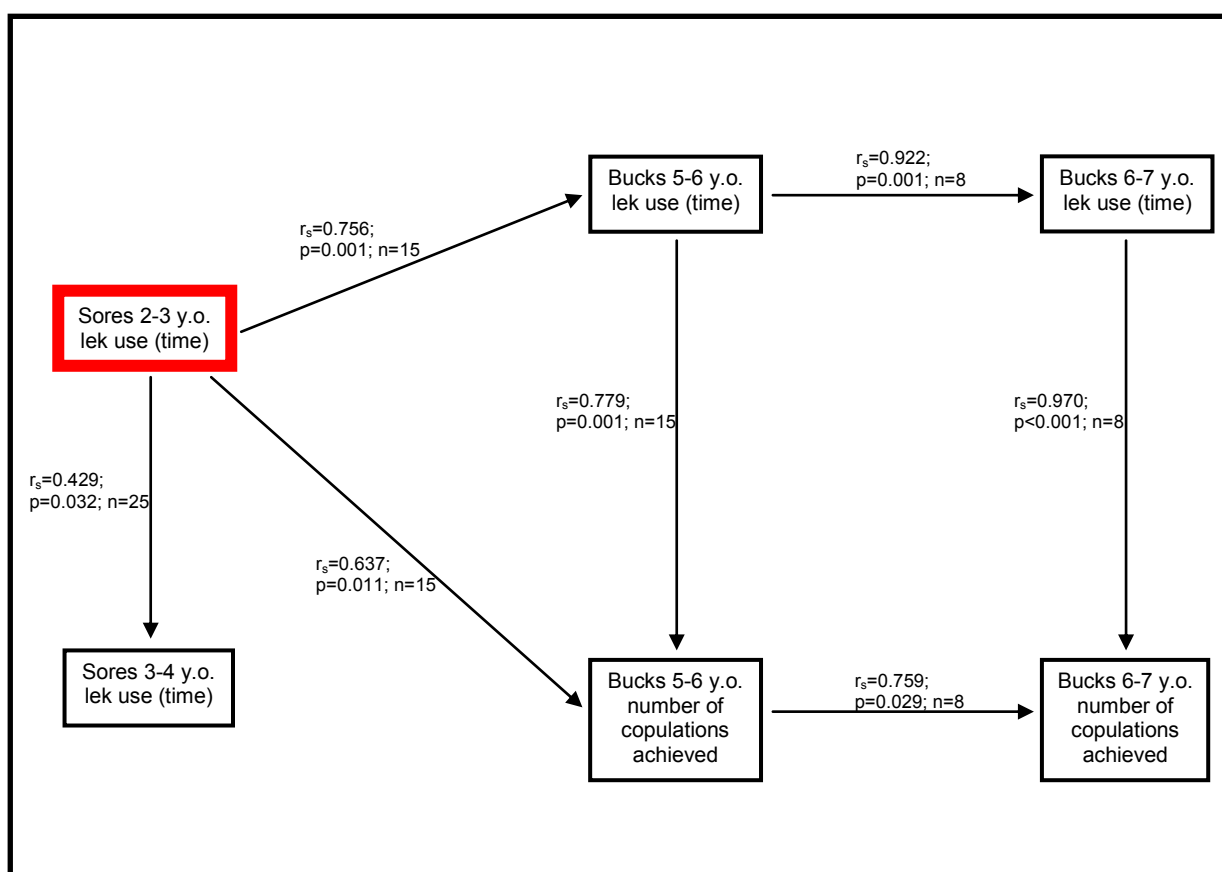 Bucks 5-6 y.o.
lek use (time)
rs=0.922;
p=0.001; n=8
Bucks 6-7 y.o.
lek use (time)
rs=0.756;
p=0.001; n=15
Sores 2-3 y.o.
lek use (time)
rs=0.779;
p=0.001; n=15
rs=0.970;
p<0.001; n=8
rs=0.429;
p=0.032; n=25
rs=0.637;
p=0.011; n=15
Sores 3-4 y.o.
lek use (time)
Bucks 5-6 y.o.
number of
copulations
achieved
rs=0.759;
p=0.029; n=8
Bucks 6-7 y.o.
number of
copulations
achieved